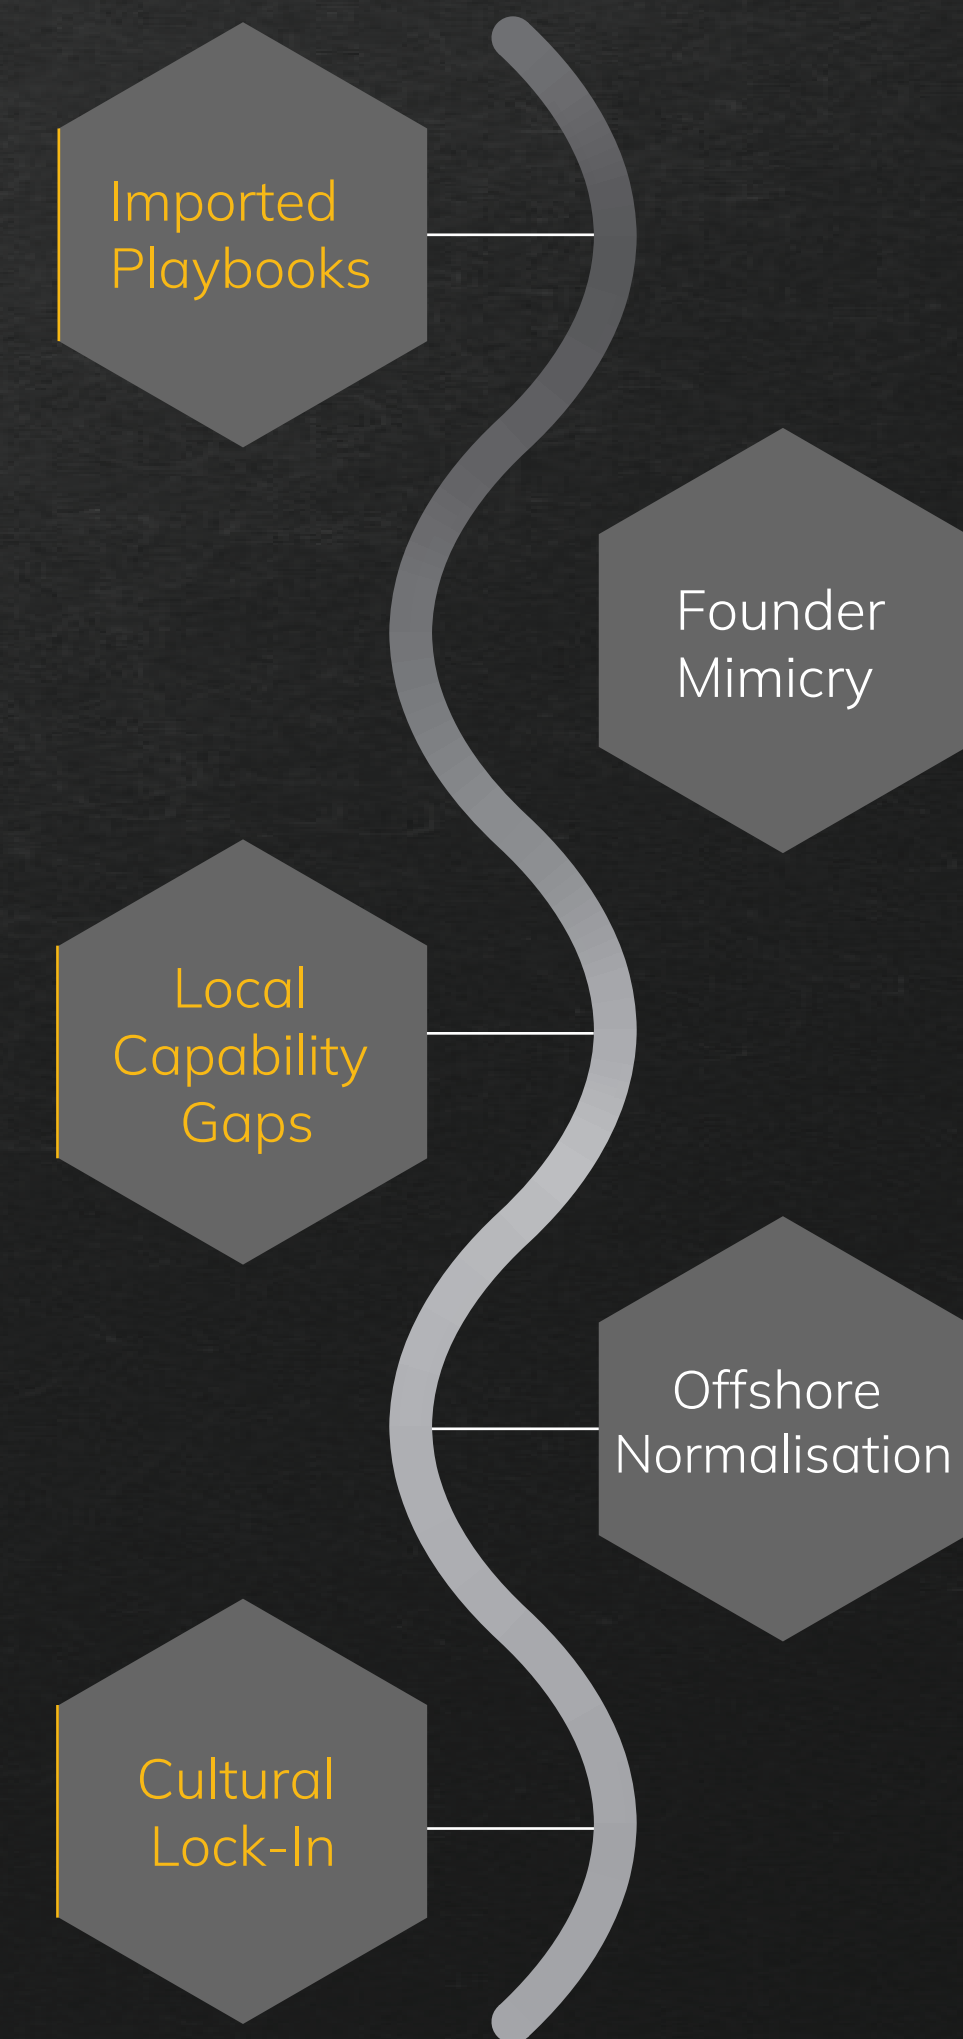 Imported
Playbooks
Founder
Mimicry
Local
Capability
Gaps
Offshore
Normalisation
Cultural
Lock-In